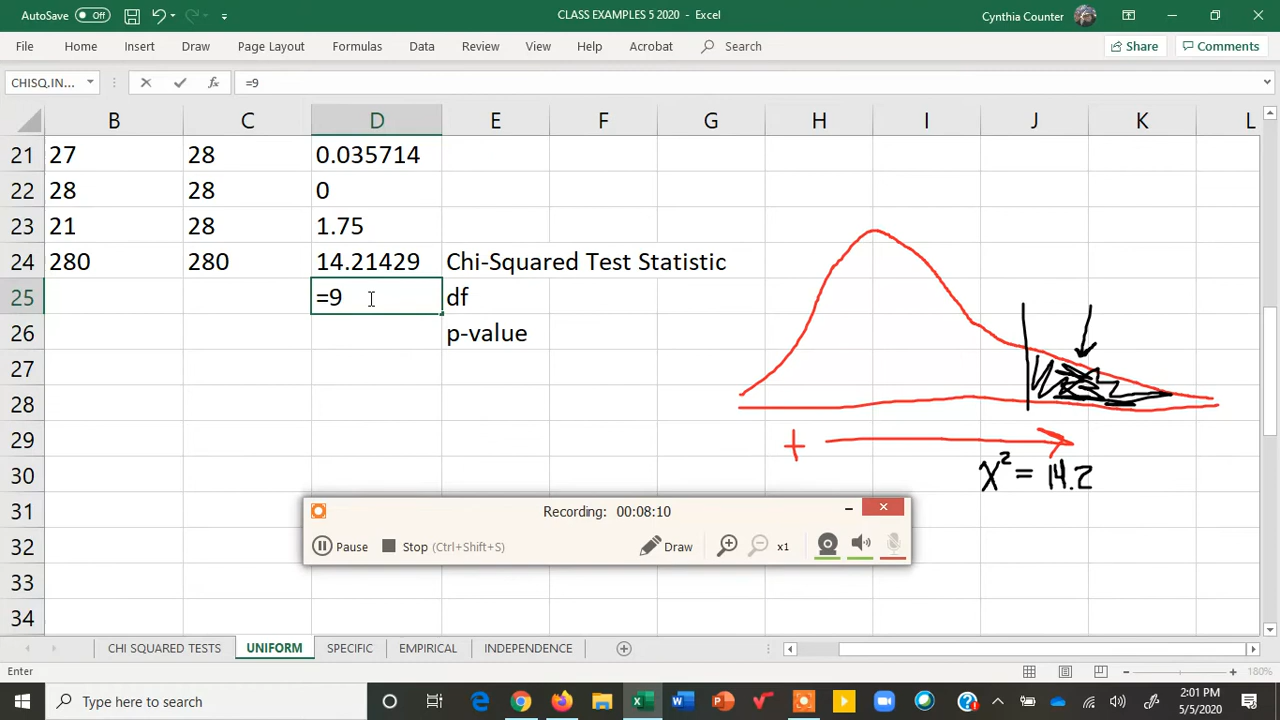 AutoSave Off
CLASS EXAMPLES 5 2020 - Excel
Cynthia Counter
File Home Insert Draw Page Layout Formulas Data Review View Help Acrobat Search Share Comments
CHISQ.IN... fx =9
B C D E F G H I J K L
21 27 28 0.035714
22 28 28 0
23 21 28 1.75
24 280 280 14.21429 Chi-Squared Test Statistic
25 =9 df
26 p-value
27
28
29 +
30 X² = 14.2
31 Recording: 00:08:10
32 Pause Stop (Ctrl+Shift+S) Draw x1
33
34
CHI SQUARED TESTS UNIFORM SPECIFIC EMPIRICAL INDEPENDENCE
Enter 180%
Type here to search
2:01 PM
5/5/2020